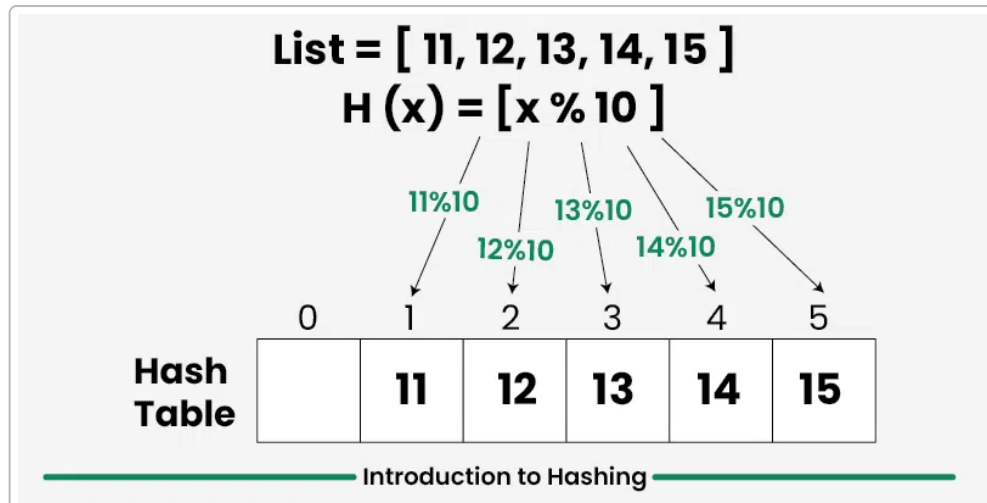 List = [ 11, 12, 13, 14, 15 ]
H (x) = [ x % 10 ]
11%10
12%10
13%10
14%10
15%10
0 1 2 3 4 5
Hash
Table
11 12 13 14 15
Introduction to Hashing